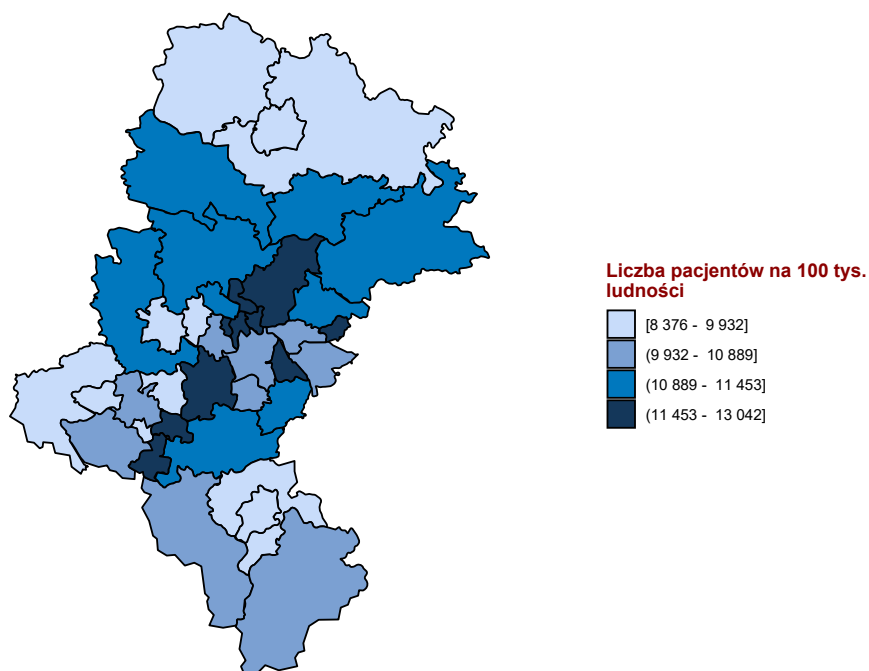 Liczba pacjentów na 100 tys.
ludności
[8 376 - 9 932]
(9 932 - 10 889]
(10 889 - 11 453]
(11 453 - 13 042]